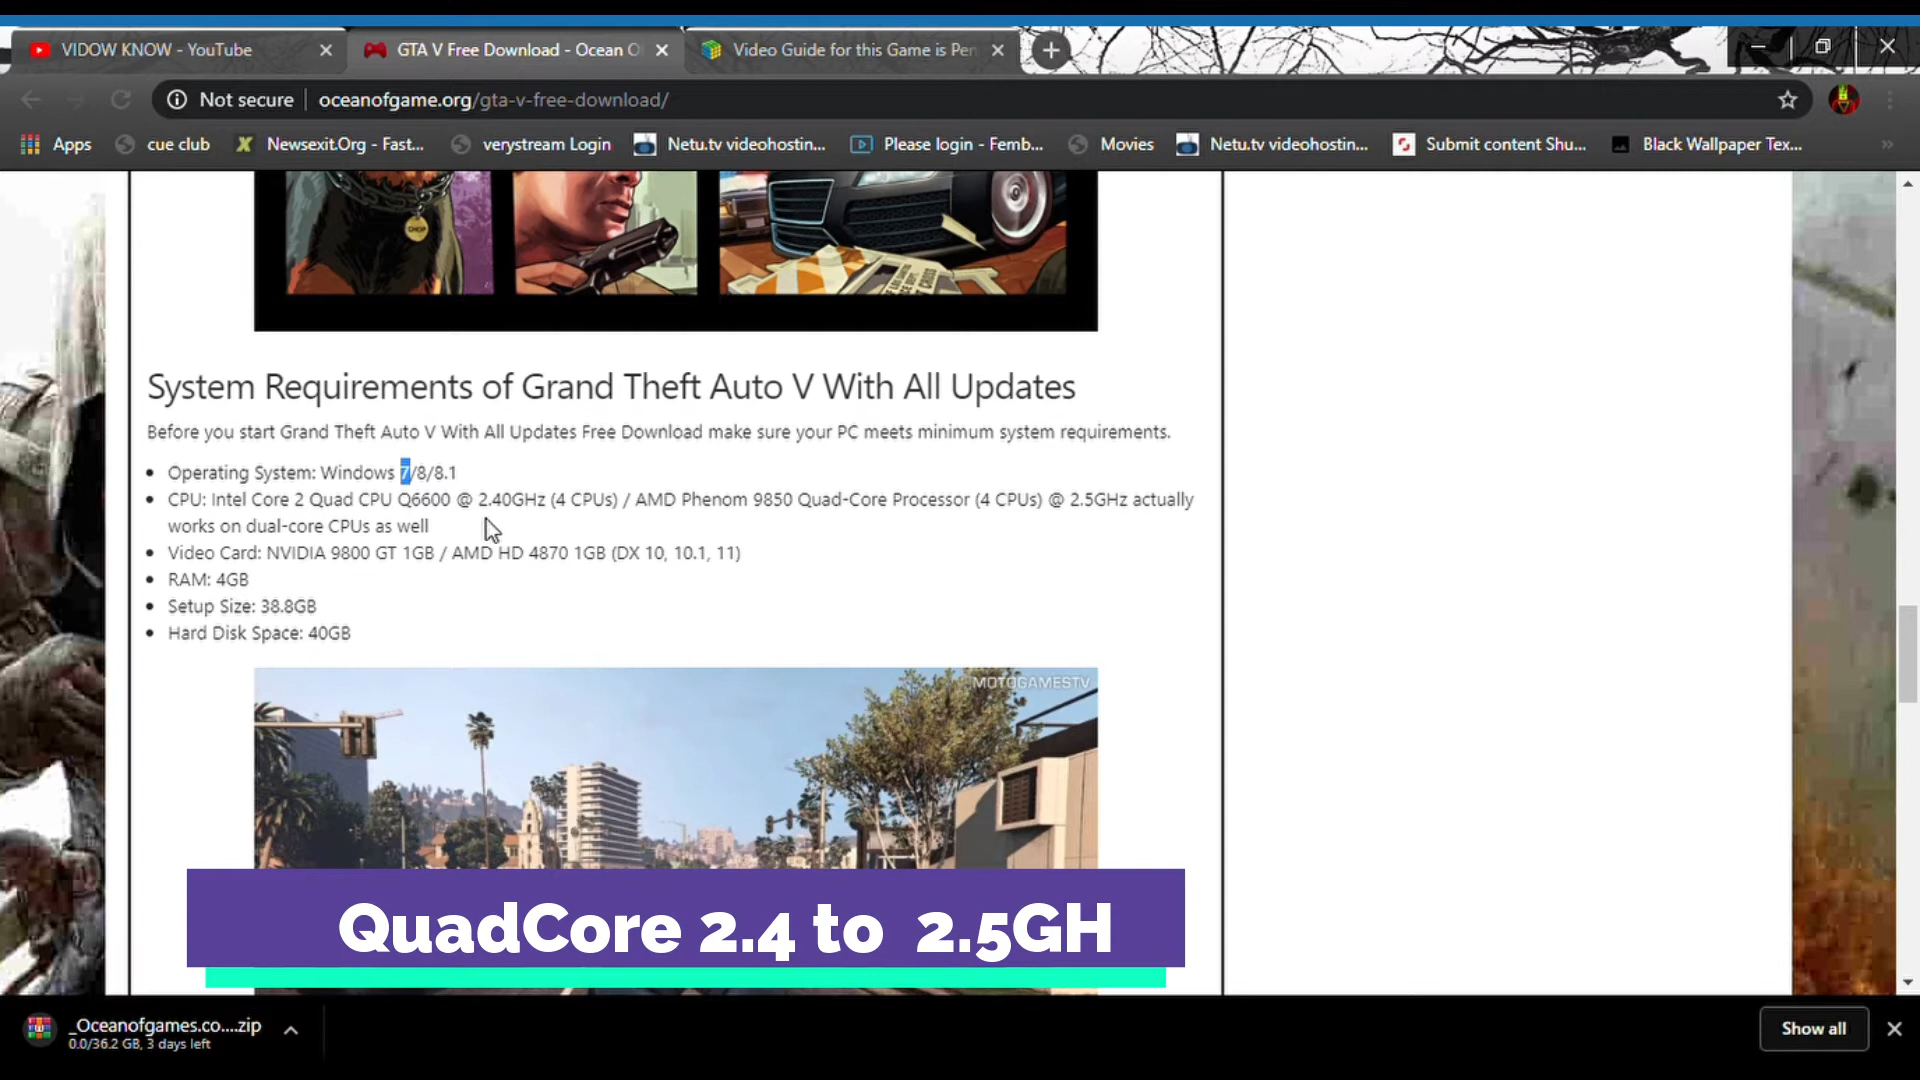 VIDOW KNOW - YouTube
GTA V Free Download - Ocean O
Video Guide for this Game is Pen
Not secure
oceanofgame.org/gta-v-free-download/
Apps
cue club
Newsexit.Org - Fast...
verystream Login
Netu.tv videohostin...
Please login - Femb...
Movies
Netu.tv videohostin...
Submit content Shu...
Black Wallpaper Tex...
CHOP
System Requirements of Grand Theft Auto V With All Updates
Before you start Grand Theft Auto V With All Updates Free Download make sure your PC meets minimum system requirements.
Operating System: Windows 7/8/8.1
CPU: Intel Core 2 Quad CPU Q6600 @ 2.40GHz (4 CPUs) / AMD Phenom 9850 Quad-Core Processor (4 CPUs) @ 2.5GHz actually
works on dual-core CPUs as well
Video Card: NVIDIA 9800 GT 1GB / AMD HD 4870 1GB (DX 10, 10.1, 11)
RAM: 4GB
Setup Size: 38.8GB
Hard Disk Space: 40GB
MOTOGAMESTV
QuadCore 2.4 to 2.5GH
_Oceanofgames.co....zip
0.0/36.2 GB, 3 days left
Show all